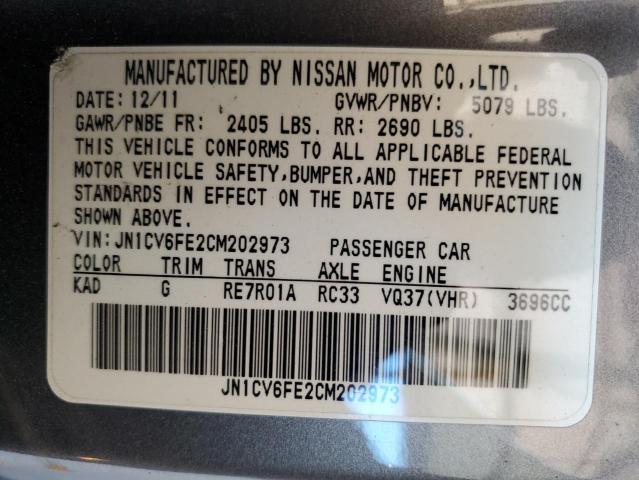 MANUFACTURED BY NISSAN MOTOR CO.,LTD.
DATE: 12/11 GVWR/PNBV: 5079 LBS.
GAWR/PNBE FR: 2405 LBS. RR: 2690 LBS.
THIS VEHICLE CONFORMS TO ALL APPLICABLE FEDERAL
MOTOR VEHICLE SAFETY,BUMPER,AND THEFT PREVENTION
STANDARDS IN EFFECT ON THE DATE OF MANUFACTURE
SHOWN ABOVE.
VIN:JN1CV6FE2CM202973 PASSENGER CAR
COLOR TRIM TRANS AXLE ENGINE
KAD G RE7R01A RC33 VQ37(VHR) 3696CC
JN1CV6FE2CM202973